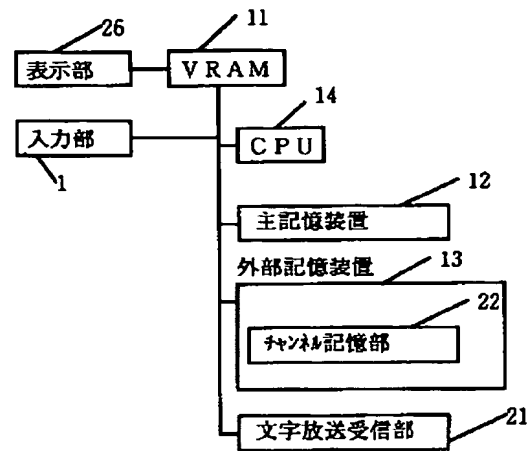 26
11
表示部
VRAM
14
入力部
CPU
1
12
主記憶装置
外部記憶装置
13
22
チャンネル記憶部
文字放送受信部
21